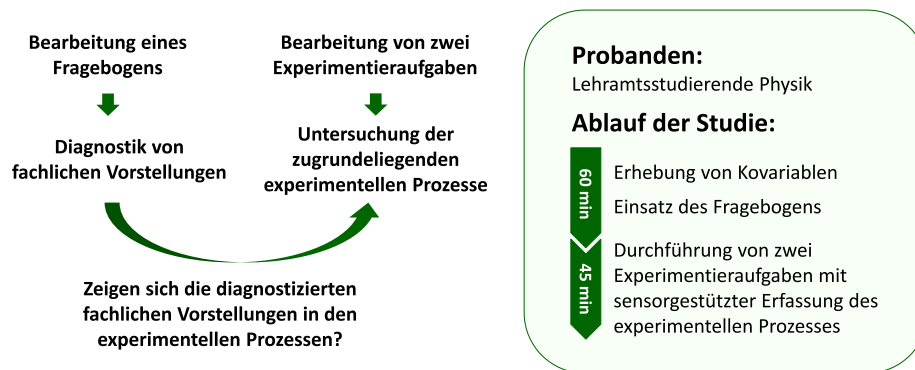 Bearbeitung eines
Fragebogens
Diagnostik von
fachlichen Vorstellungen
Bearbeitung von zwei
Experimentieraufgaben
Untersuchung der
zugrundeliegenden
experimentellen Prozesse
Zeigen sich die diagnostizierten
fachlichen Vorstellungen in den
experimentellen Prozessen?
Probanden:
Lehramtsstudierende Physik
Ablauf der Studie:
60 min
Erhebung von Kovariablen
Einsatz des Fragebogens
45 min
Durchführung von zwei
Experimentieraufgaben mit
sensorgestützter Erfassung des
experimentellen Prozesses